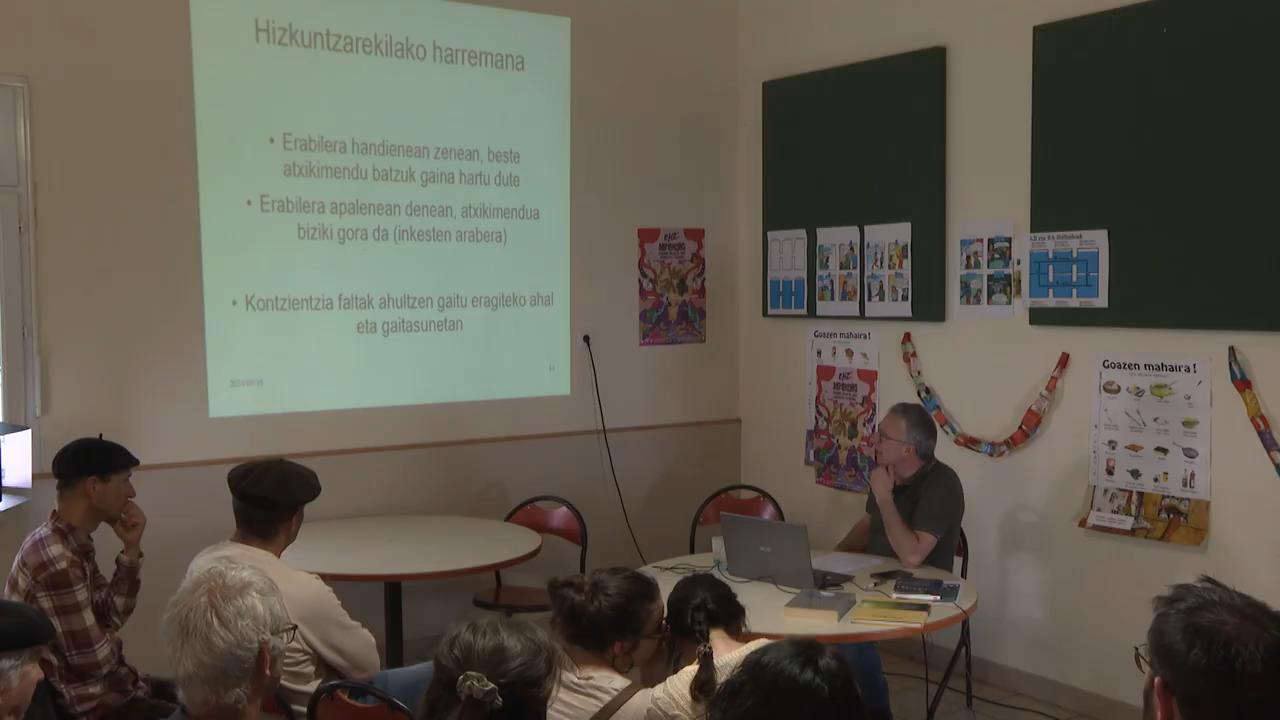 Hizkuntzarekilako harremana
• Erabilera handienean zenean, beste
atxikimendu batzuk gaina hartu dute
• Erabilera apalenean denean, atxikimendua
biziki gora da (inkesten arabera)
• Kontzientzia faltak ahultzen gaitu eragiteko ahal
eta gaitasunetan
Goazen mahaira!
Goazen mahaira!
acer